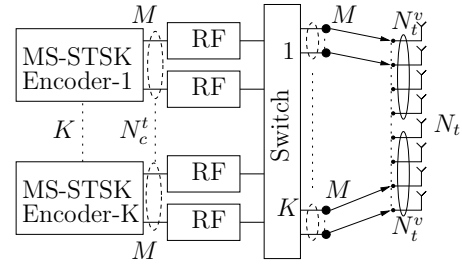 M
M
N_t^v
RF
MS-STSK
Encoder-1
1
RF
K
N_c^t
Switch
N_t
MS-STSK
Encoder-K
RF
M
K
RF
N_t^v
M